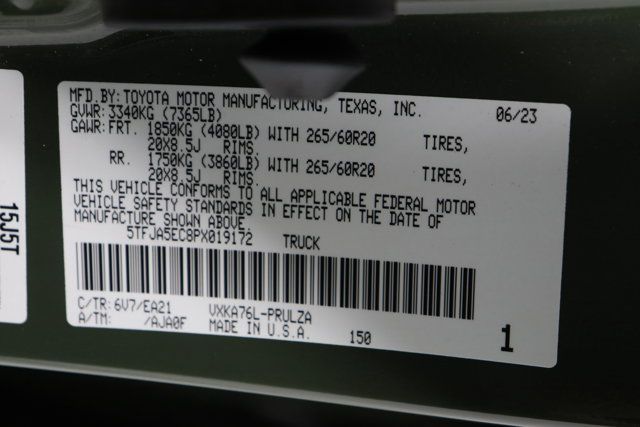 MFD BY: TOYOTA MOTOR MANUFACTURING, TEXAS, INC. 06/23
GVWR: 3340KG (7365LB)
GAWR: FRT. 1850KG (4080LB) WITH 265/60R20 TIRES,
20X8.5J RIMS.
RR. 1750KG (3860LB) WITH 265/60R20 TIRES,
20X8.5J RIMS.
THIS VEHICLE CONFORMS TO ALL APPLICABLE FEDERAL MOTOR
VEHICLE SAFETY STANDARDS IN EFFECT ON THE DATE OF
MANUFACTURE SHOWN ABOVE.
5TFJA5EC8PX019172 TRUCK
C/TR: 6V7/EA21 VXKA76L-PRULZA
A/TM: /AJA0F MADE IN U.S.A. 150 1
15J5T